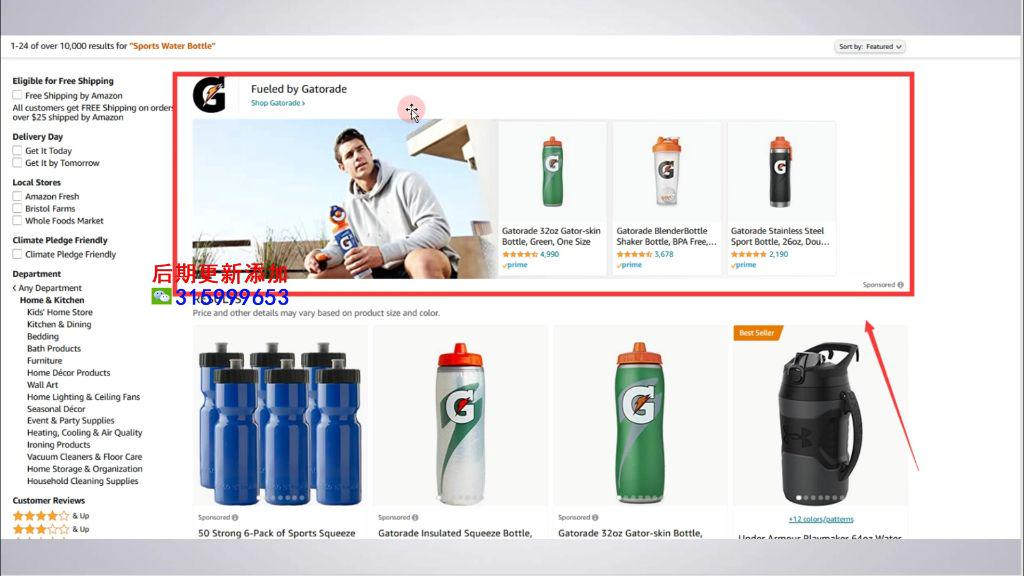 1-24 of over 10,000 results for "Sports Water Bottle"
Sort by: Featured
Eligible for Free Shipping
Free Shipping by Amazon
All customers get FREE Shipping on orders
over $25 shipped by Amazon
Delivery Day
Get It Today
Get It by Tomorrow
Local Stores
Amazon Fresh
Bristol Farms
Whole Foods Market
Climate Pledge Friendly
Climate Pledge Friendly
Department
Any Department
Home & Kitchen
Kids' Home Store
Kitchen & Dining
Bedding
Bath Products
Furniture
Home Décor Products
Wall Art
Home Lighting & Ceiling Fans
Seasonal Décor
Event & Party Supplies
Heating, Cooling & Air Quality
Ironing Products
Vacuum Cleaners & Floor Care
Home Storage & Organization
Household Cleaning Supplies
Customer Reviews
& Up
& Up
G
Fueled by Gatorade
Shop Gatorade ›
Gatorade 32oz Gator-skin
Bottle, Green, One Size
4,990
prime
Gatorade BlenderBottle
Shaker Bottle, BPA Free,...
3,678
prime
Gatorade Stainless Steel
Sport Bottle, 26oz, Dou...
2,190
prime
Sponsored
后期更新添加
315999653
RESULTS
Price and other details may vary based on product size and color.
Best Seller
Sponsored
50 Strong 6-Pack of Sports Squeeze
Sponsored
Gatorade Insulated Squeeze Bottle,
Sponsored
Gatorade 32oz Gator-skin Bottle,
+12 colors/patterns
Under Armour Playmaker 64oz Water